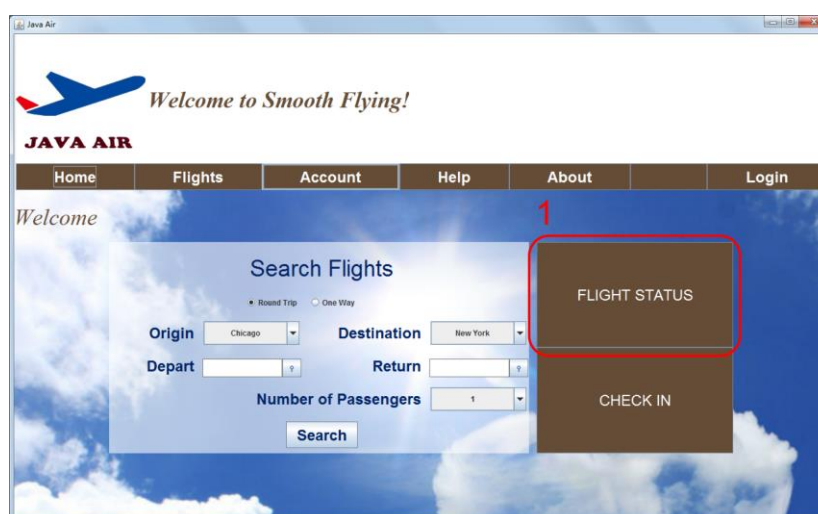 Java Air
Welcome to Smooth Flying!
JAVA AIR
Home Flights Account Help About Login
Welcome
1
Search Flights
Round Trip One Way
Origin Chicago Destination New York
Depart Return
Number of Passengers 1
Search
FLIGHT STATUS
CHECK IN